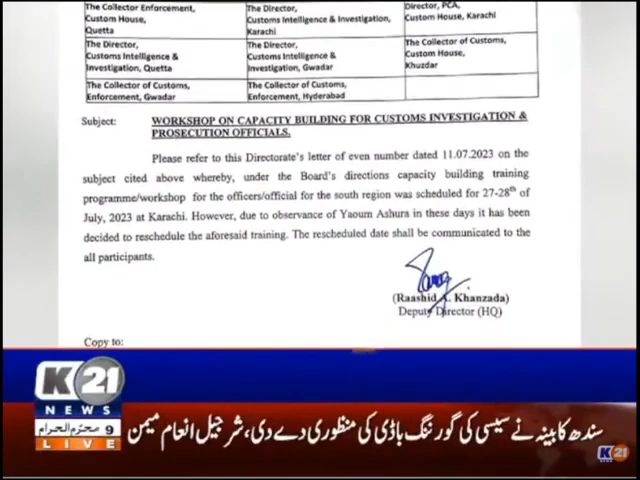 The Collector Enforcement,
Custom House,
Quetta
The Director,
Customs Intelligence & Investigation,
Karachi
Director, PCA,
Custom House, Karachi
The Director,
Customs Intelligence &
Investigation, Quetta
The Director,
Customs Intelligence &
Investigation, Gwadar
The Collector of Customs,
Custom House,
Khuzdar
The Collector of Customs,
Enforcement, Gwadar
The Collector of Customs,
Enforcement, Hyderabad
Subject: WORKSHOP ON CAPACITY BUILDING FOR CUSTOMS INVESTIGATION &
PROSECUTION OFFICIALS.
Please refer to this Directorate's letter of even number dated 11.07.2023 on the
subject cited above whereby, under the Board's directions capacity building training
programme/workshop for the officers/official for the south region was scheduled for 27-28th of
July, 2023 at Karachi. However, due to observance of Yaoum Ashura in these days it has been
decided to reschedule the aforesaid training. The rescheduled date shall be communicated to the
all participants.
(Raashid A. Khanzada)
Deputy Director (HQ)
Copy to:
K21
NEWS
9 محرم الحرام
LIVE
سندھ کابینہ نے سیسی کی گورننگ باڈی کی منظوری دے دی، شرجیل انعام میمن
K21